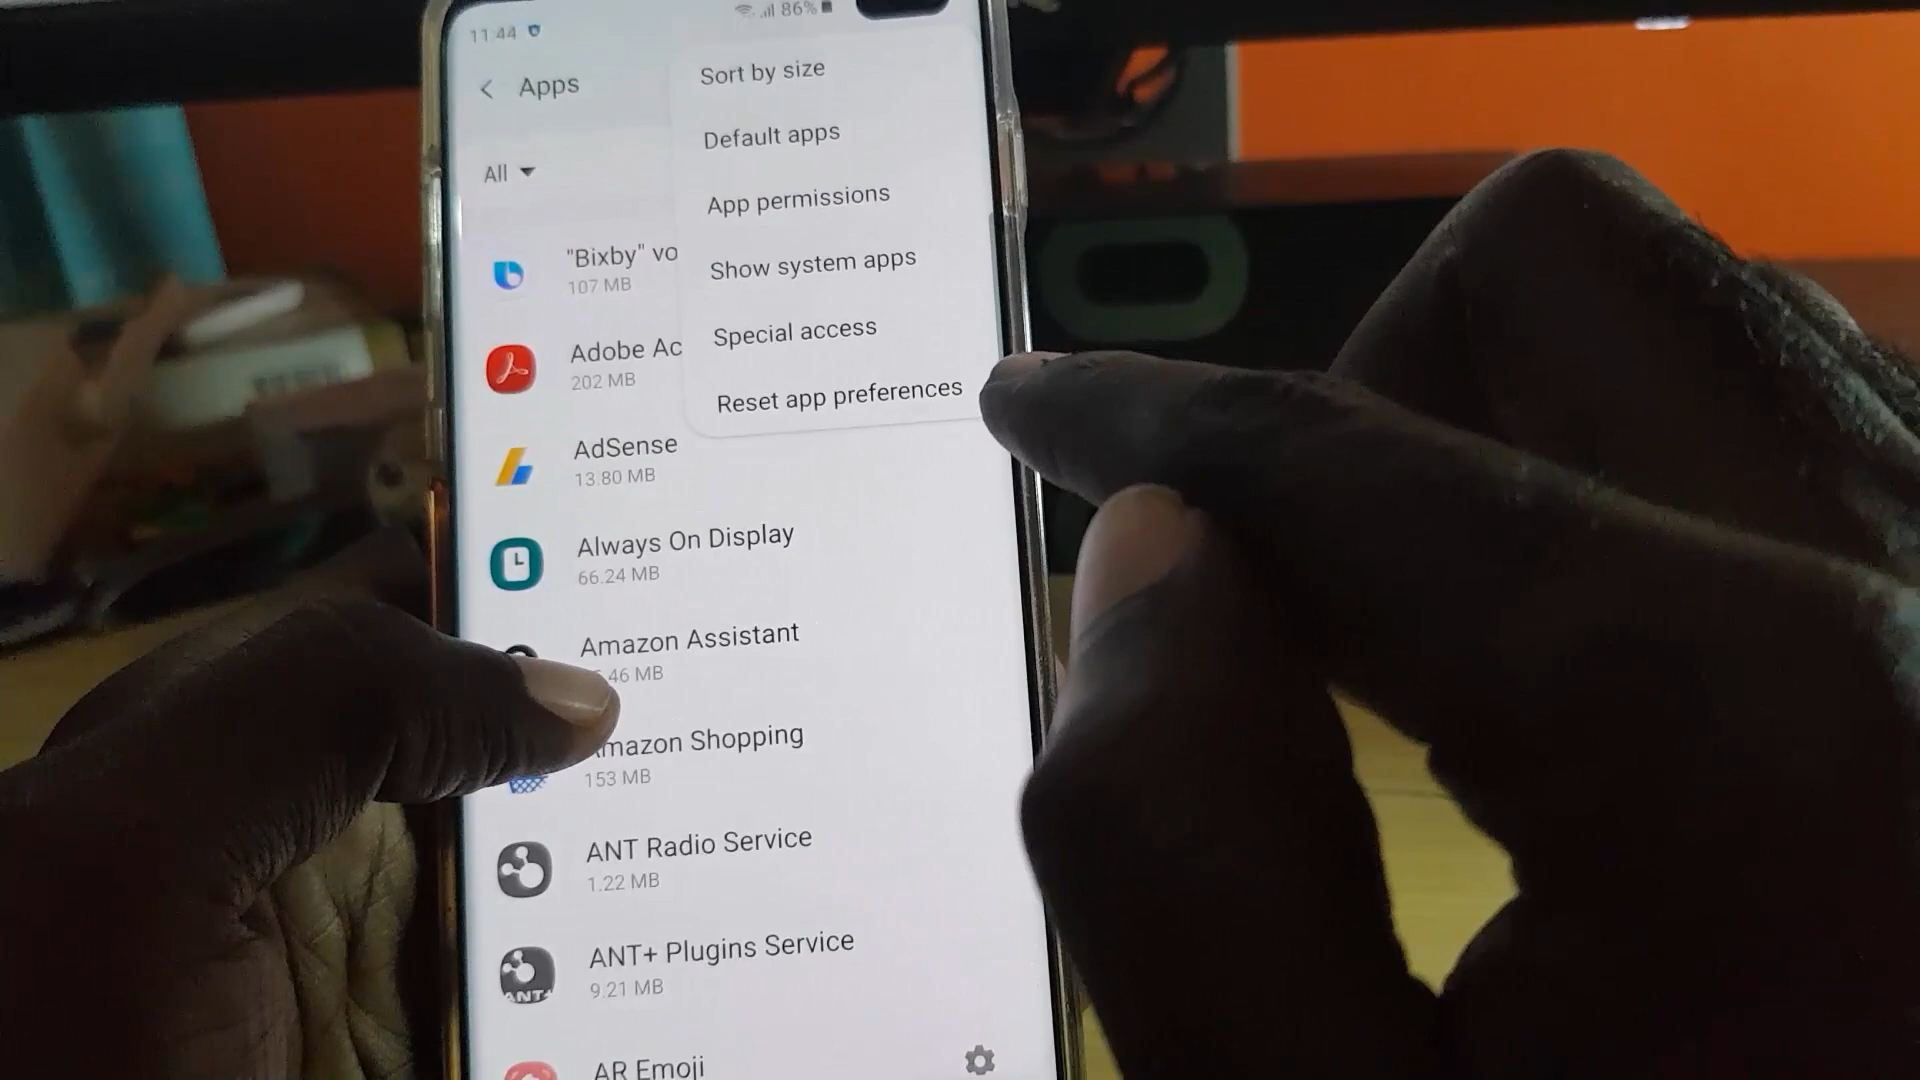 11:44
86%
Apps
Sort by size
Default apps
App permissions
Show system apps
Special access
Reset app preferences
All
"Bixby" vo
107 MB
Adobe Ac
202 MB
AdSense
13.80 MB
Always On Display
66.24 MB
Amazon Assistant
.46 MB
mazon Shopping
153 MB
ANT Radio Service
1.22 MB
ANT+ Plugins Service
9.21 MB
ANT+
AR Emoji